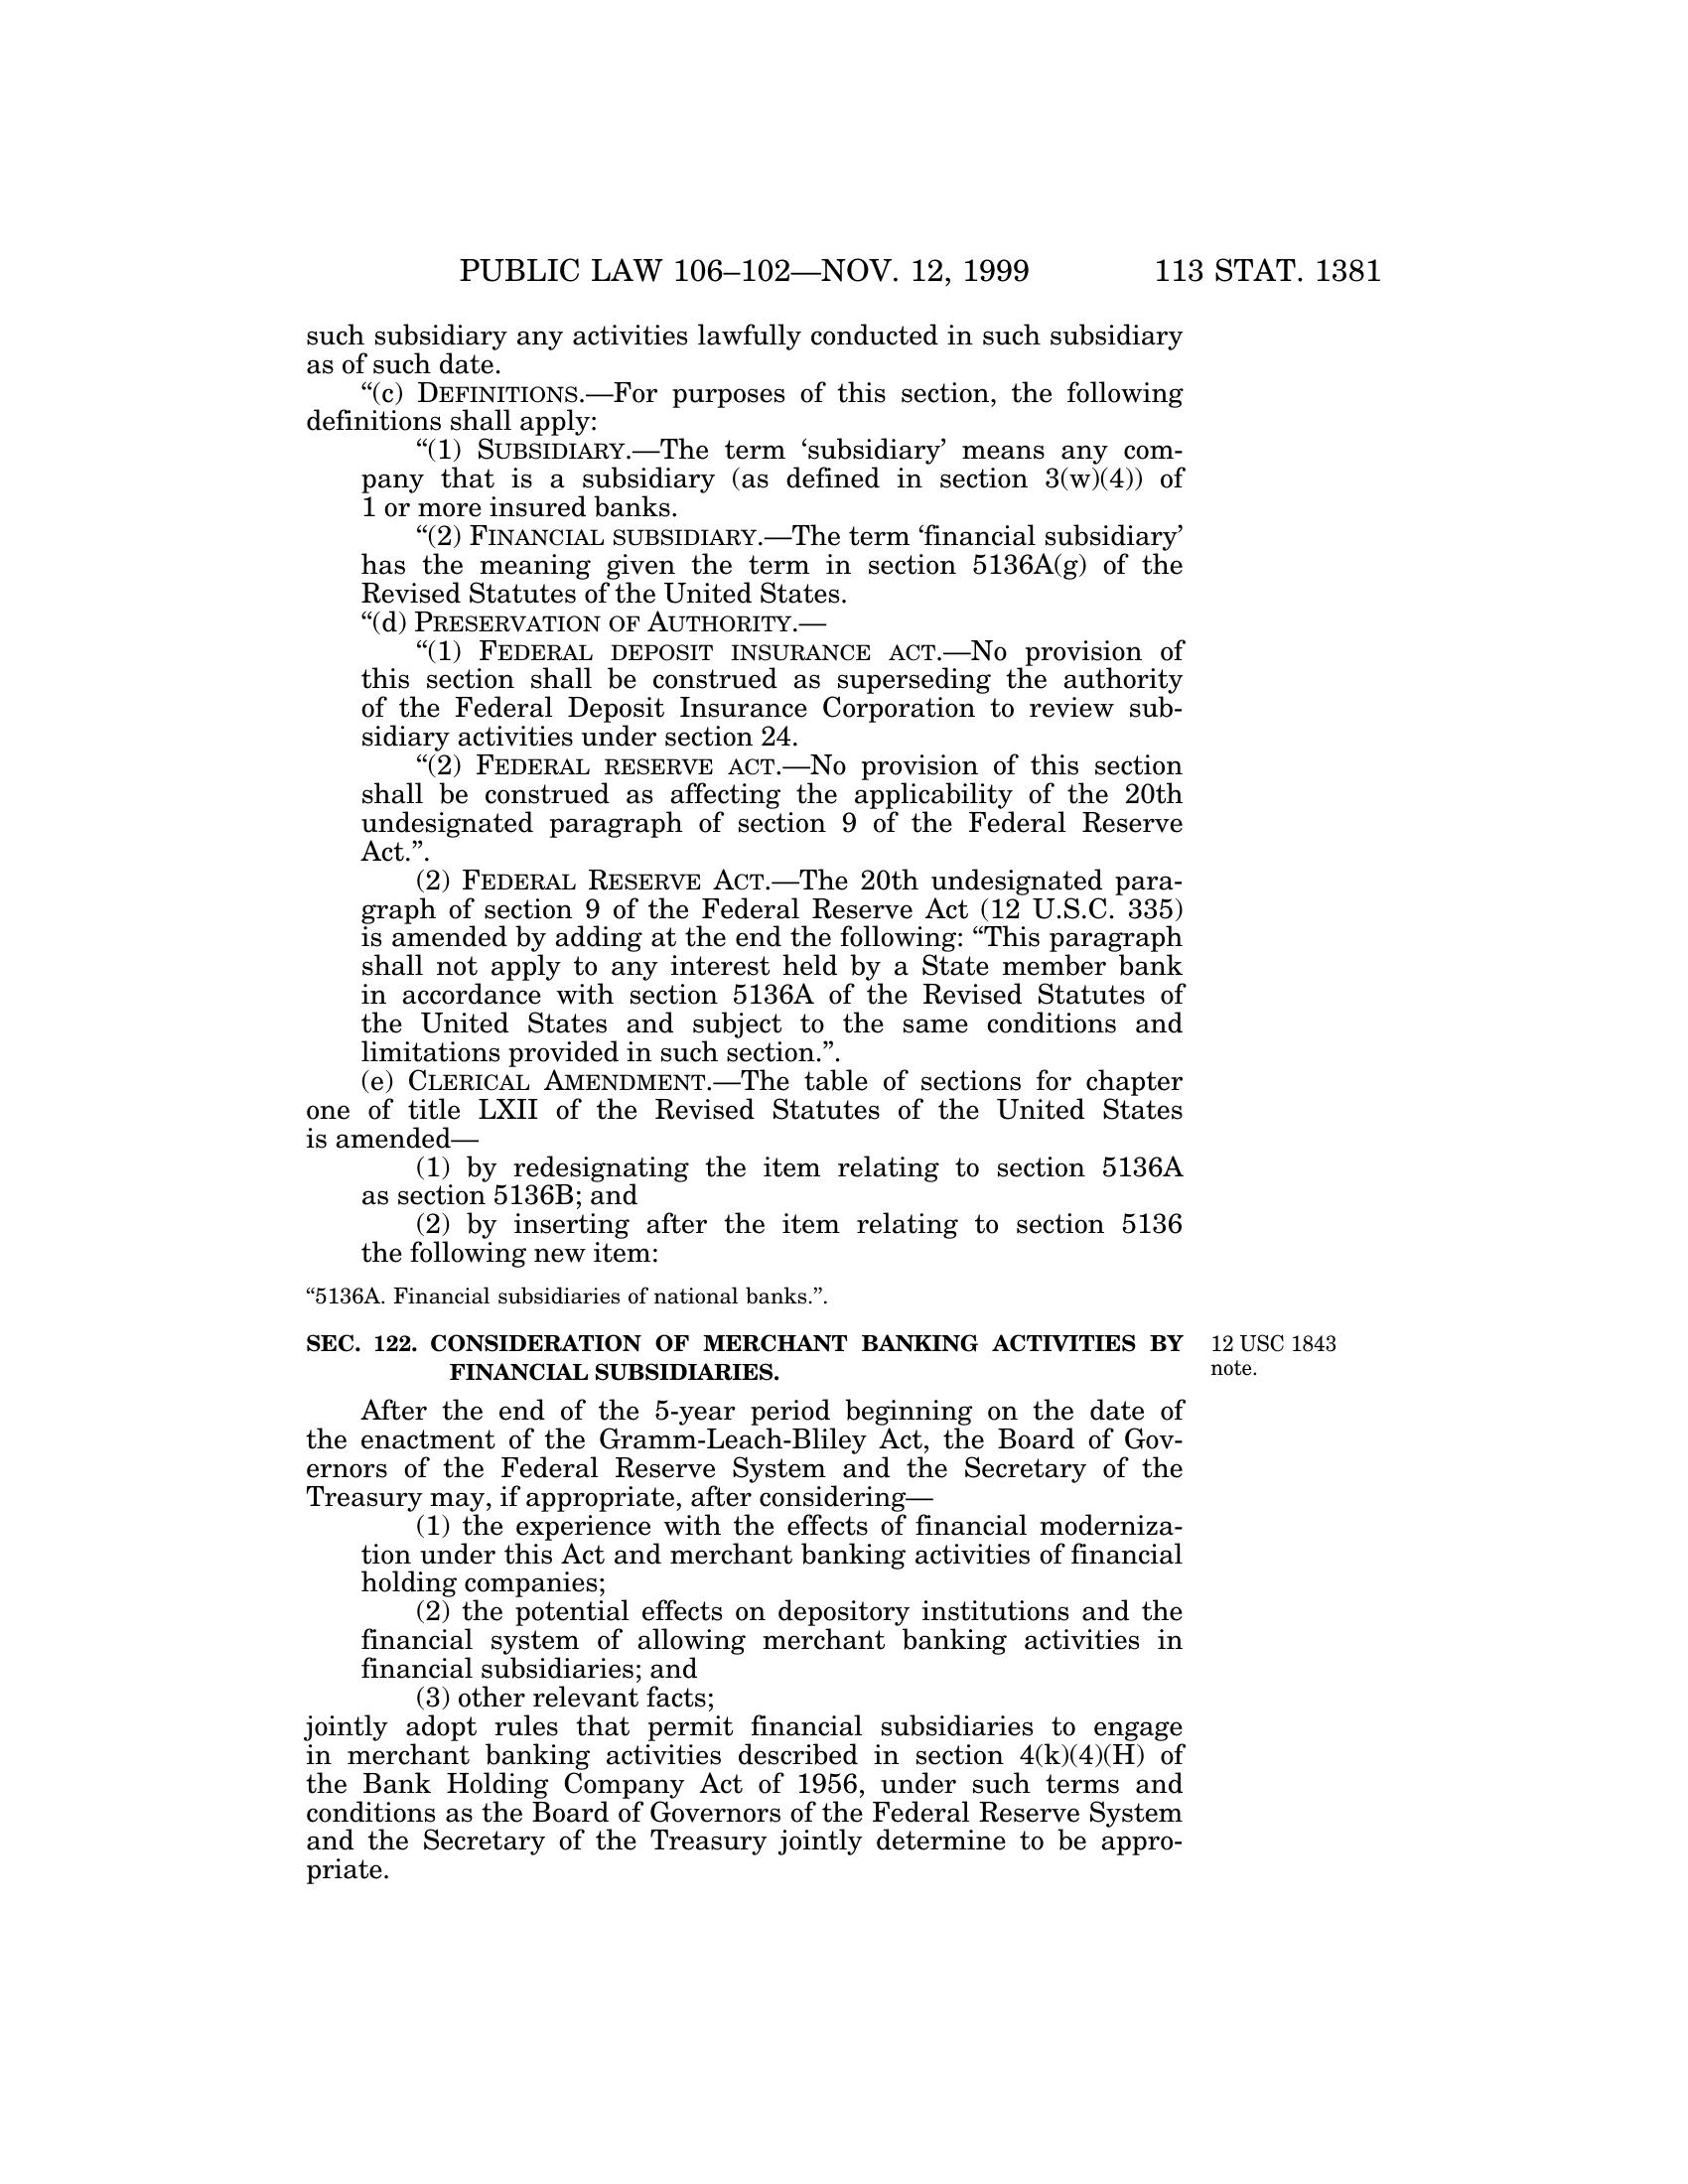 PUBLIC LAW 106–102—NOV. 12, 1999 113 STAT. 1381
such subsidiary any activities lawfully conducted in such subsidiary
as of such date.
“(c) DEFINITIONS.—For purposes of this section, the following
definitions shall apply:
“(1) SUBSIDIARY.—The term ‘subsidiary’ means any com-
pany that is a subsidiary (as defined in section 3(w)(4)) of
1 or more insured banks.
“(2) FINANCIAL SUBSIDIARY.—The term ‘financial subsidiary’
has the meaning given the term in section 5136A(g) of the
Revised Statutes of the United States.
“(d) PRESERVATION OF AUTHORITY.—
“(1) FEDERAL DEPOSIT INSURANCE ACT.—No provision of
this section shall be construed as superseding the authority
of the Federal Deposit Insurance Corporation to review sub-
sidiary activities under section 24.
“(2) FEDERAL RESERVE ACT.—No provision of this section
shall be construed as affecting the applicability of the 20th
undesignated paragraph of section 9 of the Federal Reserve
Act.”.
(2) FEDERAL RESERVE ACT.—The 20th undesignated para-
graph of section 9 of the Federal Reserve Act (12 U.S.C. 335)
is amended by adding at the end the following: “This paragraph
shall not apply to any interest held by a State member bank
in accordance with section 5136A of the Revised Statutes of
the United States and subject to the same conditions and
limitations provided in such section.”.
(e) CLERICAL AMENDMENT.—The table of sections for chapter
one of title LXII of the Revised Statutes of the United States
is amended—
(1) by redesignating the item relating to section 5136A
as section 5136B; and
(2) by inserting after the item relating to section 5136
the following new item:
“5136A. Financial subsidiaries of national banks.”.
SEC. 122. CONSIDERATION OF MERCHANT BANKING ACTIVITIES BY
FINANCIAL SUBSIDIARIES.
12 USC 1843
note.
After the end of the 5-year period beginning on the date of
the enactment of the Gramm-Leach-Bliley Act, the Board of Gov-
ernors of the Federal Reserve System and the Secretary of the
Treasury may, if appropriate, after considering—
(1) the experience with the effects of financial moderniza-
tion under this Act and merchant banking activities of financial
holding companies;
(2) the potential effects on depository institutions and the
financial system of allowing merchant banking activities in
financial subsidiaries; and
(3) other relevant facts;
jointly adopt rules that permit financial subsidiaries to engage
in merchant banking activities described in section 4(k)(4)(H) of
the Bank Holding Company Act of 1956, under such terms and
conditions as the Board of Governors of the Federal Reserve System
and the Secretary of the Treasury jointly determine to be appro-
priate.